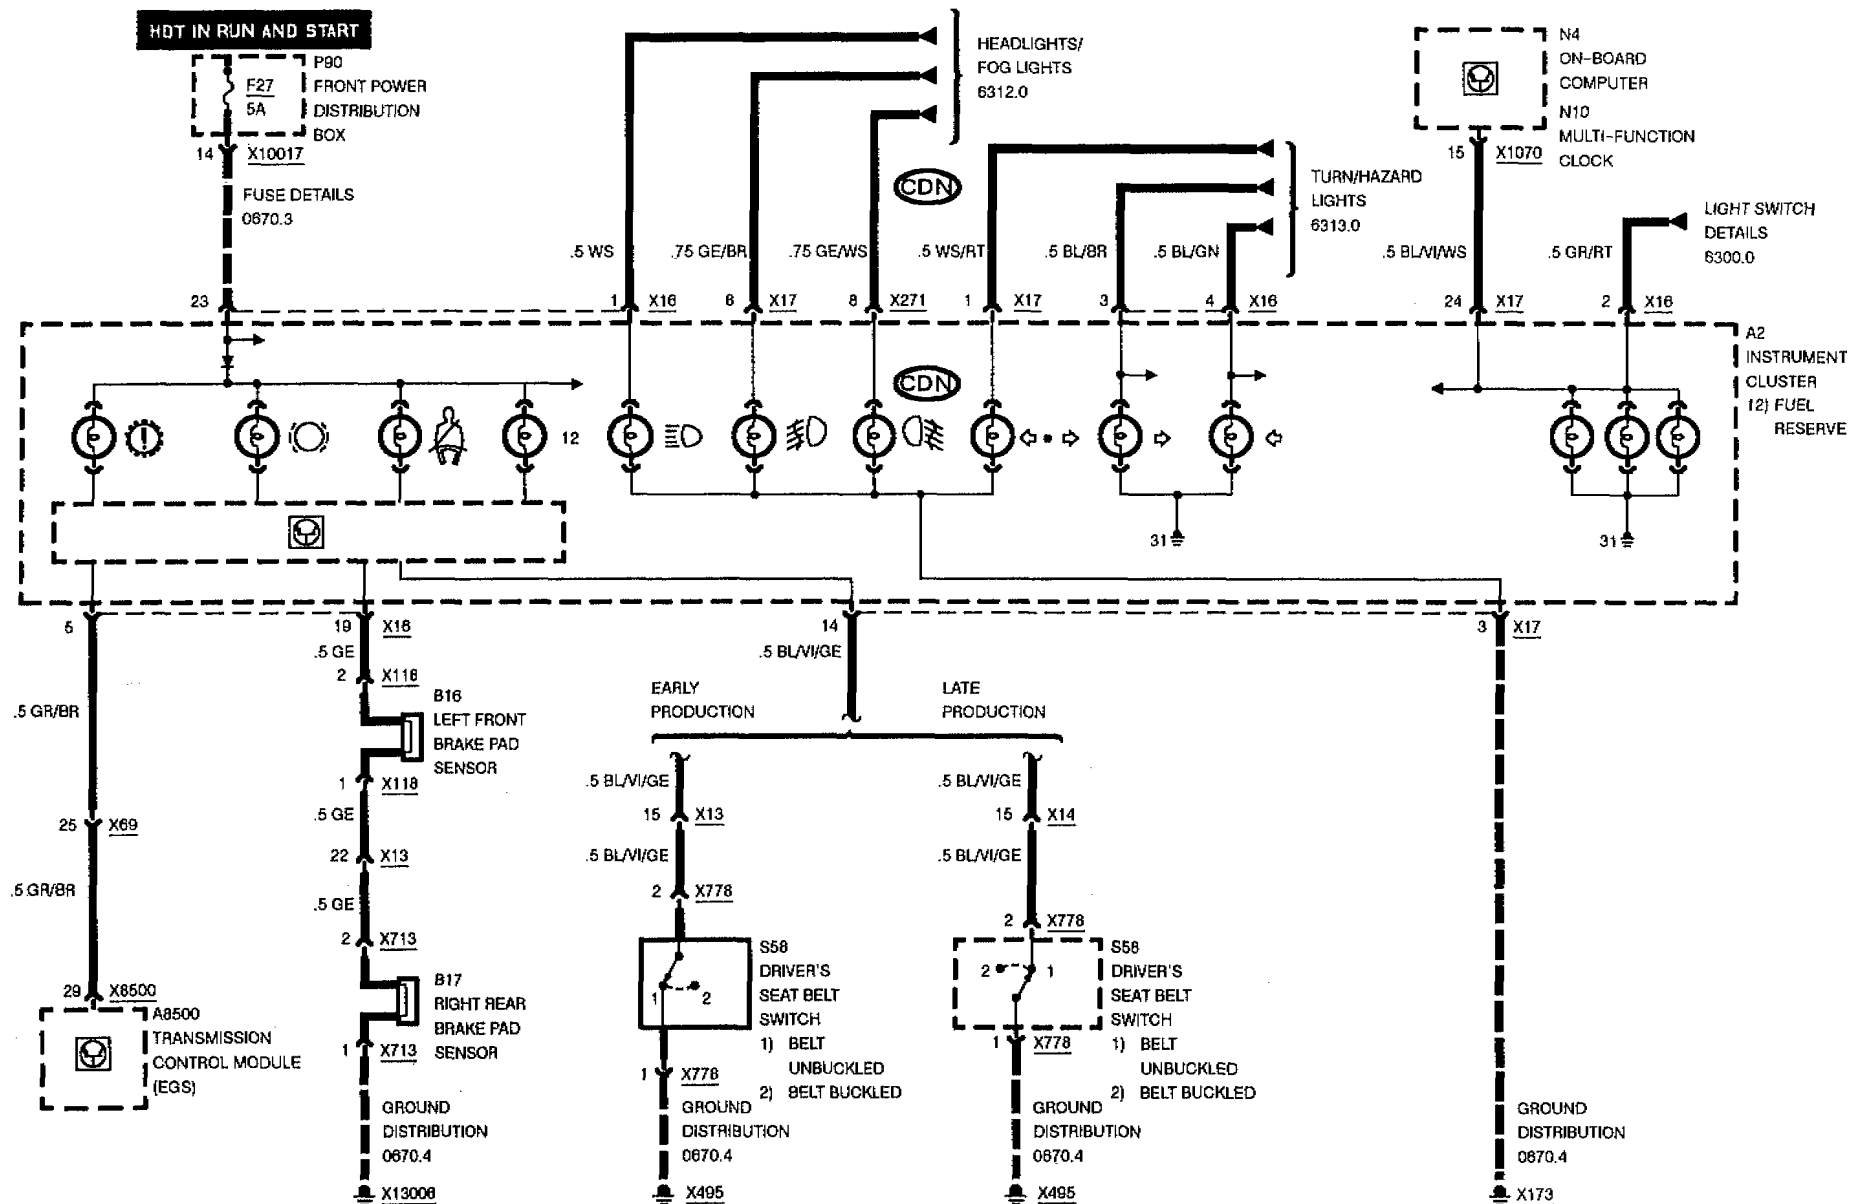 HOT IN RUN AND START
P90
FRONT POWER
DISTRIBUTION
BOX
F27
5A
14 X10017
FUSE DETAILS
0670.3
HEADLIGHTS/
FOG LIGHTS
6312.0
CDN
TURN/HAZARD
LIGHTS
6313.0
N4
ON-BOARD
COMPUTER
N10
MULTI-FUNCTION
CLOCK
15 X1070
LIGHT SWITCH
DETAILS
6300.0
.5 WS .75 GE/BR .75 GE/WS .5 WS/RT .5 BL/BR .5 BL/GN .5 BL/VI/WS .5 GR/RT
23 1 X16 6 X17 8 X271 1 X17 3 4 X16 24 X17 2 X16
A2
INSTRUMENT
CLUSTER
12) FUEL
RESERVE
CDN
12
31 31
5 19 X16 14 3 X17
.5 GE .5 BL/VI/GE
2 X118
.5 GR/BR
B16
LEFT FRONT
BRAKE PAD
SENSOR
1 X118
.5 GE
25 X69
22 X13
.5 GR/BR
.5 GE
2 X713
B17
RIGHT REAR
BRAKE PAD
SENSOR
1 X713
29 X8500
A8500
TRANSMISSION
CONTROL MODULE
(EGS)
GROUND
DISTRIBUTION
0670.4
X13006
EARLY
PRODUCTION
LATE
PRODUCTION
.5 BL/VI/GE
15 X13
.5 BL/VI/GE
2 X778
S58
DRIVER'S
SEAT BELT
SWITCH
1) BELT
UNBUCKLED
2) BELT BUCKLED
1 2
1 X778
GROUND
DISTRIBUTION
0670.4
X495
.5 BL/VI/GE
15 X14
.5 BL/VI/GE
2 X778
S58
DRIVER'S
SEAT BELT
SWITCH
1) BELT
UNBUCKLED
2) BELT BUCKLED
2 1
1 X778
GROUND
DISTRIBUTION
0670.4
X495
GROUND
DISTRIBUTION
0670.4
X173